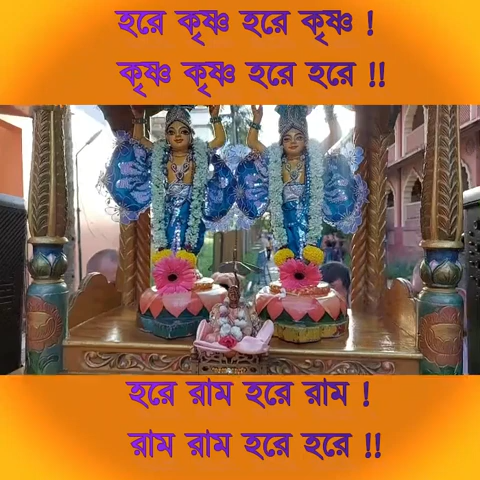 হরে কৃষ্ণ হরে কৃষ্ণ !
কৃষ্ণ কৃষ্ণ হরে হরে !!
হরে রাম হরে রাম !
রাম রাম হরে হরে !!